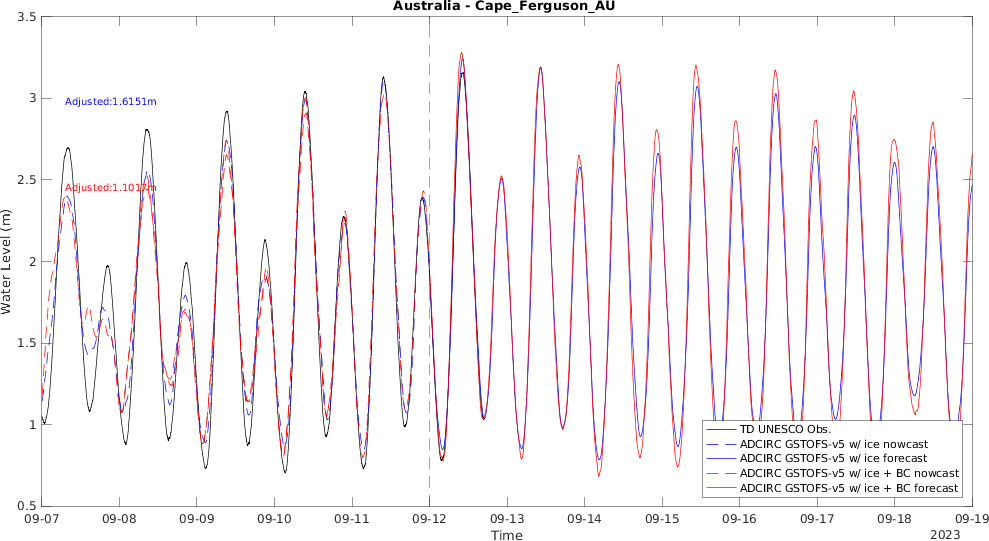 Australia - Cape_Ferguson_AU
Water Level (m)
3.5
3
2.5
2
1.5
1
0.5
Adjusted:1.6151m
Adjusted:1.1017m
TD UNESCO Obs.
ADCIRC GSTOFS-v5 w/ ice nowcast
ADCIRC GSTOFS-v5 w/ ice forecast
ADCIRC GSTOFS-v5 w/ ice + BC nowcast
ADCIRC GSTOFS-v5 w/ ice + BC forecast
09-07 09-08 09-09 09-10 09-11 09-12 09-13 09-14 09-15 09-16 09-17 09-18 09-19
Time
2023